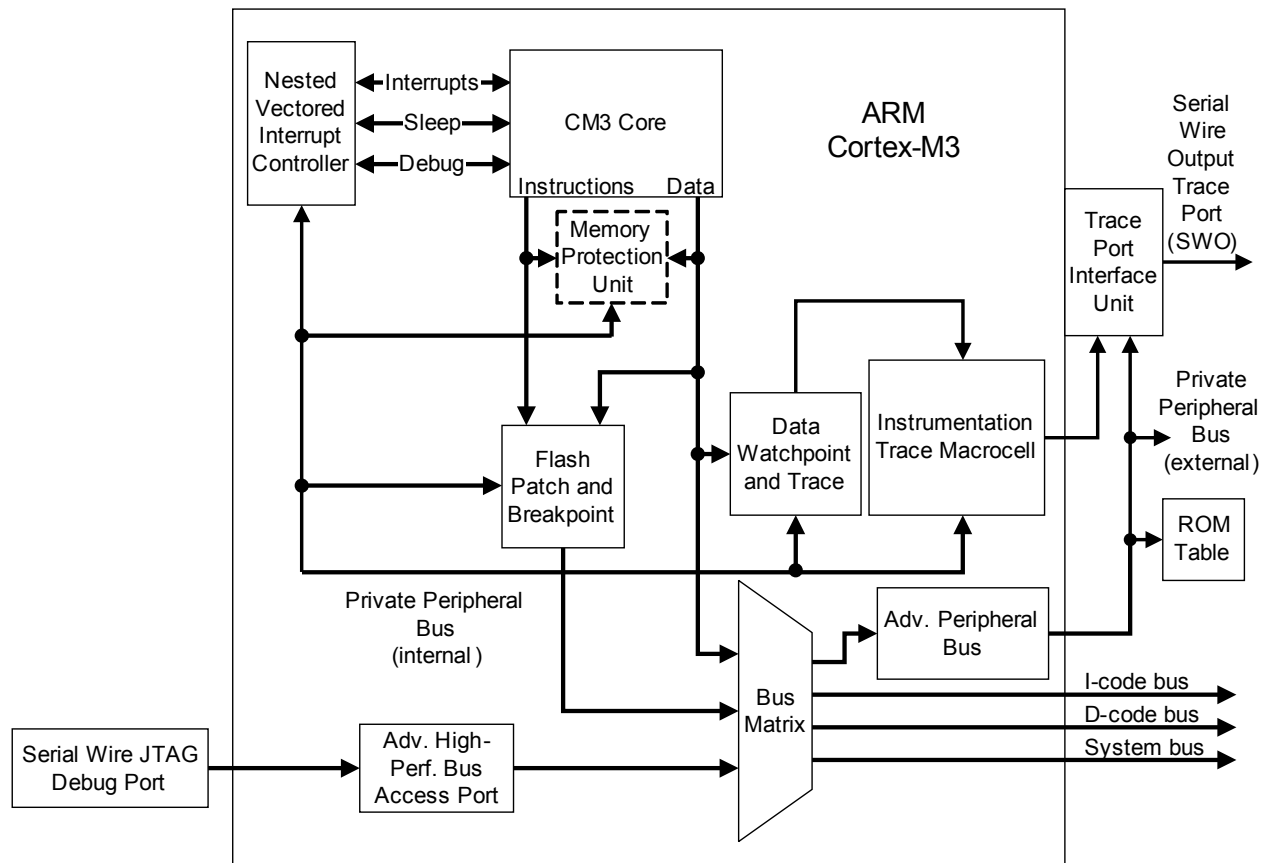 Nested
Vectored
Interrupt
Controller
Interrupts
Sleep
Debug
CM3 Core
Instructions
Data
ARM
Cortex-M3
Serial
Wire
Output
Trace
Port
(SWO)
Trace
Port
Interface
Unit
Memory
Protection
Unit
Flash
Patch and
Breakpoint
Data
Watchpoint
and Trace
Instrumentation
Trace Macrocell
Private
Peripheral
Bus
(external)
ROM
Table
Private Peripheral
Bus
(internal)
Adv. Peripheral
Bus
Bus
Matrix
I-code bus
D-code bus
System bus
Serial Wire JTAG
Debug Port
Adv. High-
Perf. Bus
Access Port